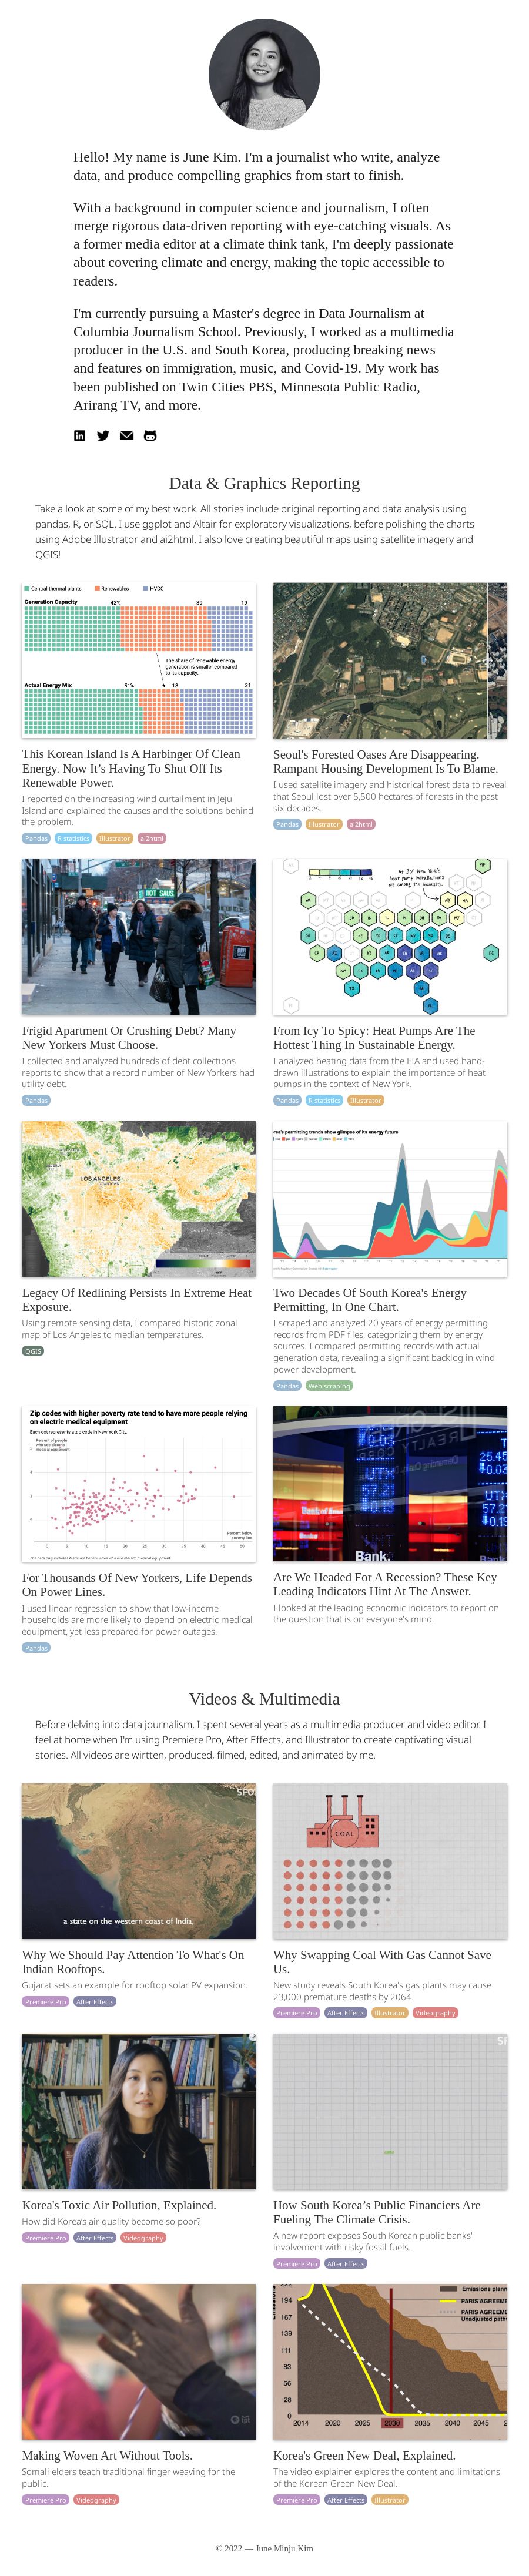 Hello! My name is June Kim. I'm a journalist who write, analyze
data, and produce compelling graphics from start to finish.
With a background in computer science and journalism, I often
merge rigorous data-driven reporting with eye-catching visuals. As
a former media editor at a climate think tank, I'm deeply passionate
about covering climate and energy, making the topic accessible to
readers.
I'm currently pursuing a Master's degree in Data Journalism at
Columbia Journalism School. Previously, I worked as a multimedia
producer in the U.S. and South Korea, producing breaking news
and features on immigration, music, and Covid-19. My work has
been published on Twin Cities PBS, Minnesota Public Radio,
Arirang TV, and more.
Data & Graphics Reporting
Take a look at some of my best work. All stories include original reporting and data analysis using
pandas, R, or SQL. I use ggplot and Altair for exploratory visualizations, before polishing the charts
using Adobe Illustrator and ai2html. I also love creating beautiful maps using satellite imagery and
QGIS!
Central thermal plants Renewables HVDC
Generation Capacity 42% 39 19
The share of renewable energy
generation is smaller compared
to its capacity.
Actual Energy Mix 51% 18 31
This Korean Island Is A Harbinger Of Clean
Energy. Now It’s Having To Shut Off Its
Renewable Power.
I reported on the increasing wind curtailment in Jeju
Island and explained the causes and the solutions behind
the problem.
Pandas R statistics Illustrator ai2html
Seoul's Forested Oases Are Disappearing.
Rampant Housing Development Is To Blame.
I used satellite imagery and historical forest data to reveal
that Seoul lost over 5,500 hectares of forests in the past
six decades.
Pandas Illustrator ai2html
HOT SAUS
Frigid Apartment Or Crushing Debt? Many
New Yorkers Must Choose.
I collected and analyzed hundreds of debt collections
reports to show that a record number of New Yorkers had
utility debt.
Pandas
At 3% New York's
heat pump installations
are among the lowest.
From Icy To Spicy: Heat Pumps Are The
Hottest Thing In Sustainable Energy.
I analyzed heating data from the EIA and used hand-
drawn illustrations to explain the importance of heat
pumps in the context of New York.
Pandas R statistics Illustrator
LOS ANGELES
Legacy Of Redlining Persists In Extreme Heat
Exposure.
Using remote sensing data, I compared historic zonal
map of Los Angeles to median temperatures.
QGIS
rea's permitting trends show glimpse of its energy future
Two Decades Of South Korea's Energy
Permitting, In One Chart.
I scraped and analyzed 20 years of energy permitting
records from PDF files, categorizing them by energy
sources. I compared permitting records with actual
generation data, revealing a significant backlog in wind
power development.
Pandas Web scraping
Zip codes with higher poverty rate tend to have more people relying
on electric medical equipment
Each dot represents a zip code in New York City.
Percent of people
who use electric
medical equipment
Percent below
poverty line
For Thousands Of New Yorkers, Life Depends
On Power Lines.
I used linear regression to show that low-income
households are more likely to depend on electric medical
equipment, yet less prepared for power outages.
Pandas
UTX
57.21
0.19
Bank.
Are We Headed For A Recession? These Key
Leading Indicators Hint At The Answer.
I looked at the leading economic indicators to report on
the question that is on everyone's mind.
Videos & Multimedia
Before delving into data journalism, I spent several years as a multimedia producer and video editor. I
feel at home when I'm using Premiere Pro, After Effects, and Illustrator to create captivating visual
stories. All videos are wirtten, produced, filmed, edited, and animated by me.
a state on the western coast of India,
Why We Should Pay Attention To What's On
Indian Rooftops.
Gujarat sets an example for rooftop solar PV expansion.
Premiere Pro After Effects
COAL
Why Swapping Coal With Gas Cannot Save
Us.
New study reveals South Korea's gas plants may cause
23,000 premature deaths by 2064.
Premiere Pro After Effects Illustrator Videography
Korea's Toxic Air Pollution, Explained.
How did Korea’s air quality become so poor?
Premiere Pro After Effects Videography
How South Korea’s Public Financiers Are
Fueling The Climate Crisis.
A new report exposes South Korean public banks'
involvement with risky fossil fuels.
Premiere Pro After Effects
Making Woven Art Without Tools.
Somali elders teach traditional finger weaving for the
public.
Premiere Pro Videography
Emissions plann
PARIS AGREEME
PARIS AGREEME
Unadjusted path
194
167
139
111
83
56
28
0
2014 2020 2025 2030 2035 2040 2045
Korea's Green New Deal, Explained.
The video explainer explores the content and limitations
of the Korean Green New Deal.
Premiere Pro After Effects Illustrator
© 2022 — June Minju Kim